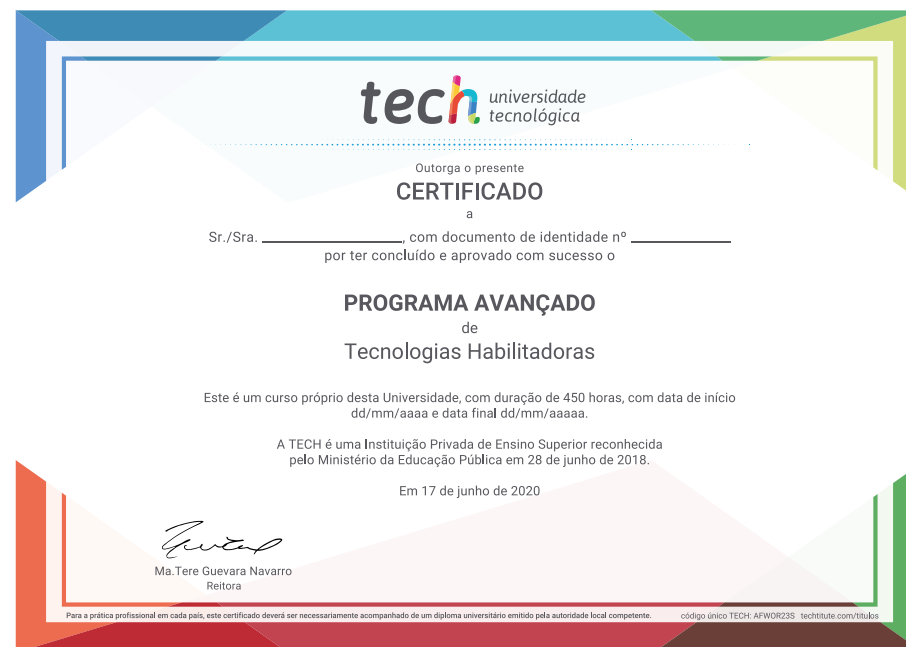 tech universidade
tecnológica
Outorga o presente
CERTIFICADO
a
Sr./Sra. ____________, com documento de identidade nº ____________
por ter concluído e aprovado com sucesso o
PROGRAMA AVANÇADO
de
Tecnologias Habilitadoras
Este é um curso próprio desta Universidade, com duração de 450 horas, com data de início
dd/mm/aaaa e data final dd/mm/aaaaa.
A TECH é uma Instituição Privada de Ensino Superior reconhecida
pelo Ministério da Educação Pública em 28 de junho de 2018.
Em 17 de junho de 2020
Ma.Tere Guevara Navarro
Reitora
Para a prática profissional em cada país, este certificado deverá ser necessariamente acompanhado de um diploma universitário emitido pela autoridade local competente. código único TECH: AFWOR23S techtitute.com/titulos